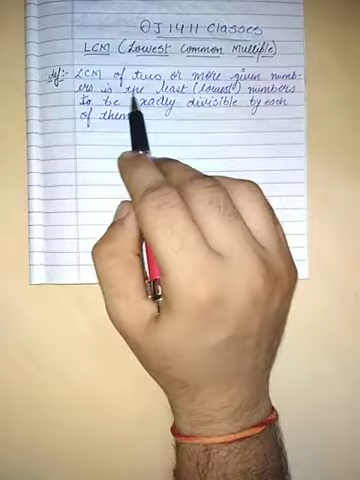 OJ 1411 Classes
LCM (Lowest Common Multiple)
def:- LCM of two or more given numb-
ers is the least (lowest) numbers
to be exactly divisible by each
of them